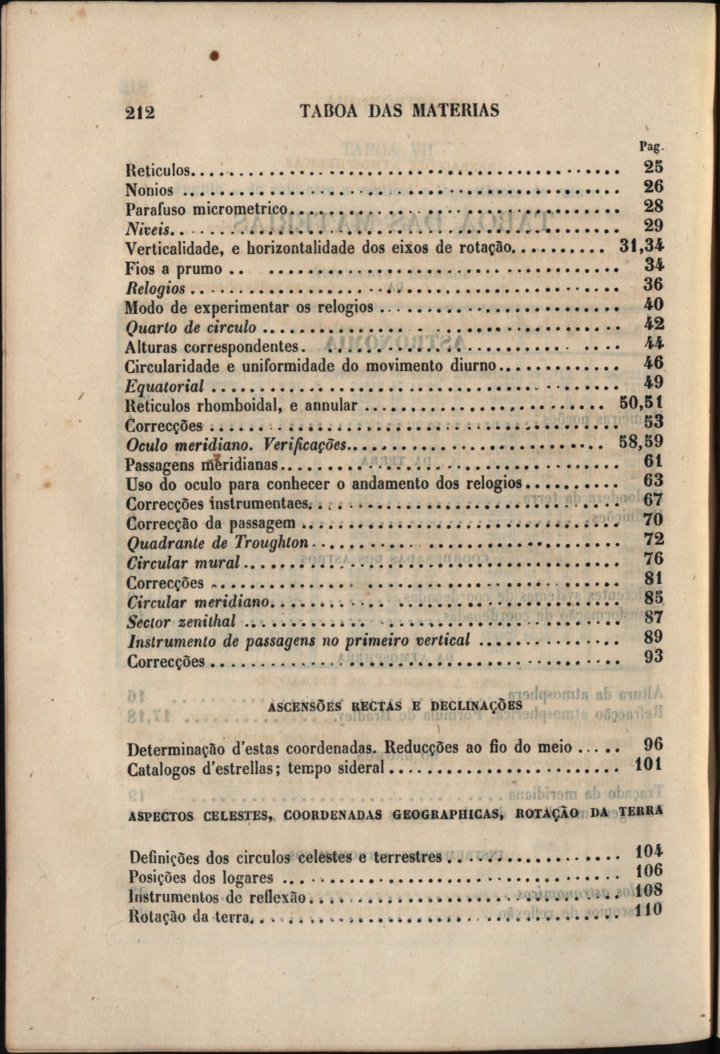 212 TABOA DAS MATERIAS
Pag.
Reticulos........................................ 25
Nonios ........................................ 26
Parafuso micrometrico........................................ 28
Niveis........................................ 29
Verticalidade, e horizontalidade dos eixos de rotação.......... 31,34
Fios a prumo ........................................ 34
Relogios........................................ 36
Modo de experimentar os relogios ........................ 40
Quarto de circulo ........................................ 42
Alturas correspondentes. ........................................ 44
Circularidade e uniformidade do movimento diurno............ 46
Equatorial ........................................ 49
Reticulos rhomboidal, e annular ........................ 50,51
Correcções ........................................ 53
Oculo meridiano. Verificações........................ 58,59
Passagens meridianas........................................ 61
Uso do oculo para conhecer o andamento dos relogios.......... 63
Correcções instrumentaes........................................ 67
Correcção da passagem ........................................ 70
Quadrante de Troughton ........................................ 72
Circular mural ........................................ 76
Correcções ........................................ 81
Circular meridiano........................................ 85
Sector zenithal ........................................ 87
Instrumento de passagens no primeiro vertical ............... 89
Correcções ........................................ 93
ASCENSÕES RECTAS E DECLINAÇÕES
Determinação d'estas coordenadas. Reducções ao fio do meio ..... 96
Catalogos d'estrellas; tempo sideral........................ 101
ASPECTOS CELESTES, COORDENADAS GEOGRAPHICAS, ROTAÇÃO DA TERRA
Definições dos circulos celestes e terrestres .................. 104
Posições dos logares ........................................ 106
Instrumentos de reflexão........................................ 108
Rotação da terra........................................ 110